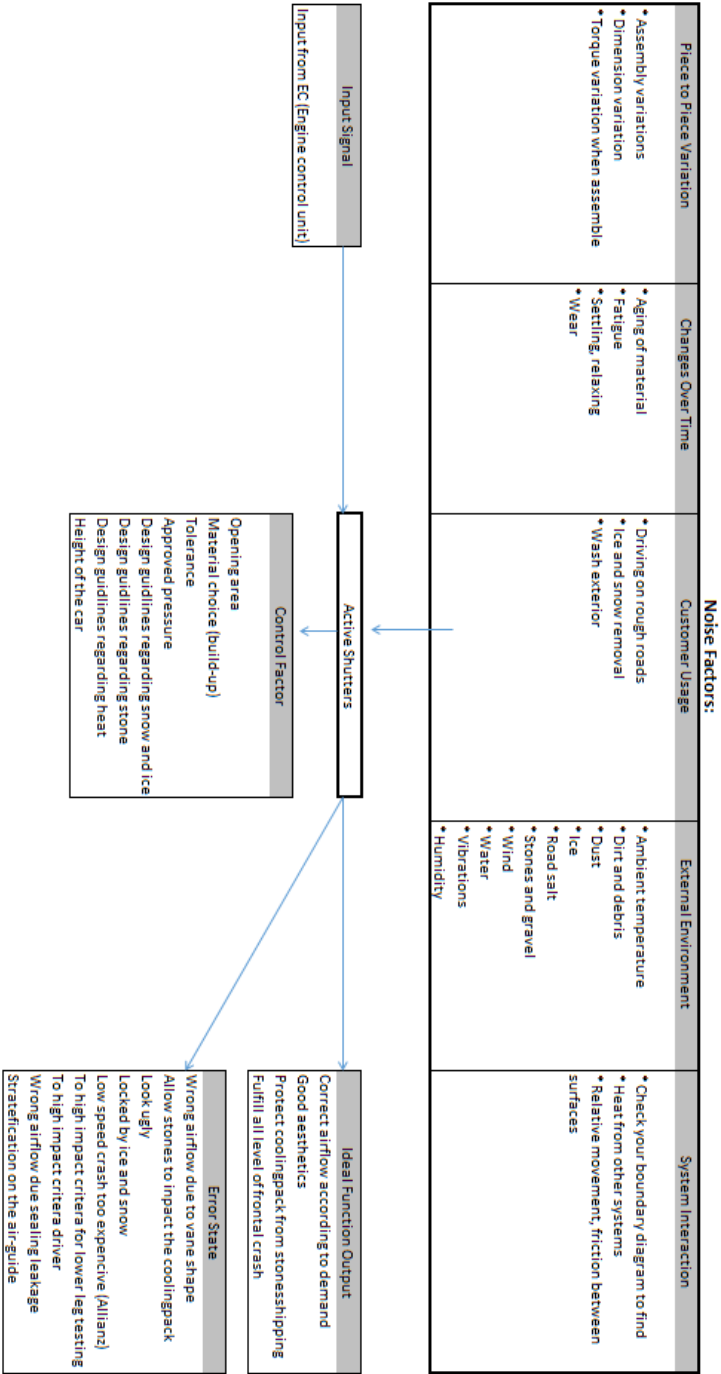 Noise Factors:
Piece to Piece Variation
* Assembly variations
* Dimension variation
* Torque variation when assemble
Changes Over Time
* Aging of material
* Fatigue
* Settling, relaxing
* Wear
Customer Usage
* Driving on rough roads
* Ice and snow removal
* Wash exterior
External Environment
* Ambient temperature
* Dirt and debris
* Dust
* Ice
* Road salt
* Stones and gravel
* Wind
* Water
* Vibrations
* Humidity
System Interaction
* Check your boundary diagram to find
* Heat from other systems
* Relative movement, friction between
surfaces
Input Signal
Input from EC (Engine control unit)
Active Shutters
Control Factor
Opening area
Material choice (build-up)
Tolerance
Approved pressure
Design guidlines regarding snow and ice
Design guidlines regarding stone
Design guidlines regarding heat
Height of the car
Ideal Function Output
Correct airflow according to demand
Good aesthetics
Protect coolingpack from stonesshipping
Fulfill all level of frontal crash
Error State
Wrong airflow due to vane shape
Allow stones to inpact the coolingpack
Look ugly
Locked by ice and snow
Low speed crash too expencive (Allianz)
To high impact critera for lower leg testing
To high impact critera driver
Wrong airflow due sealing leakage
Stratefication on the air-guide